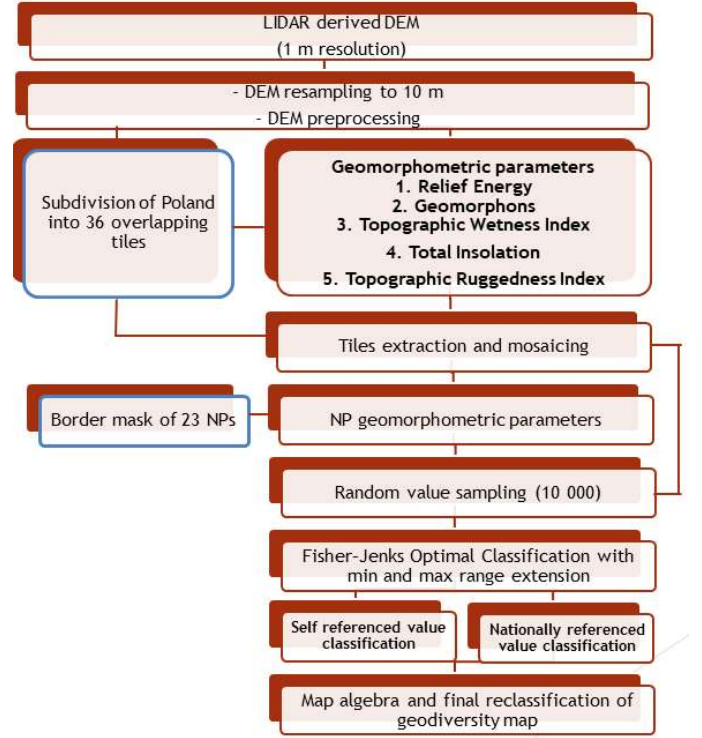 LIDAR derived DEM
(1 m resolution)
- DEM resampling to 10 m
- DEM preprocessing
Subdivision of Poland
into 36 overlapping
tiles
Geomorphometric parameters
1. Relief Energy
2. Geomorphons
3. Topographic Wetness Index
4. Total Insolation
5. Topographic Ruggedness Index
Tiles extraction and mosaicing
Border mask of 23 NPs
NP geomorphometric parameters
Random value sampling (10 000)
Fisher-Jenks Optimal Classification with
min and max range extension
Self referenced value
classification
Nationally referenced
value classification
Map algebra and final reclassification of
geodiversity map